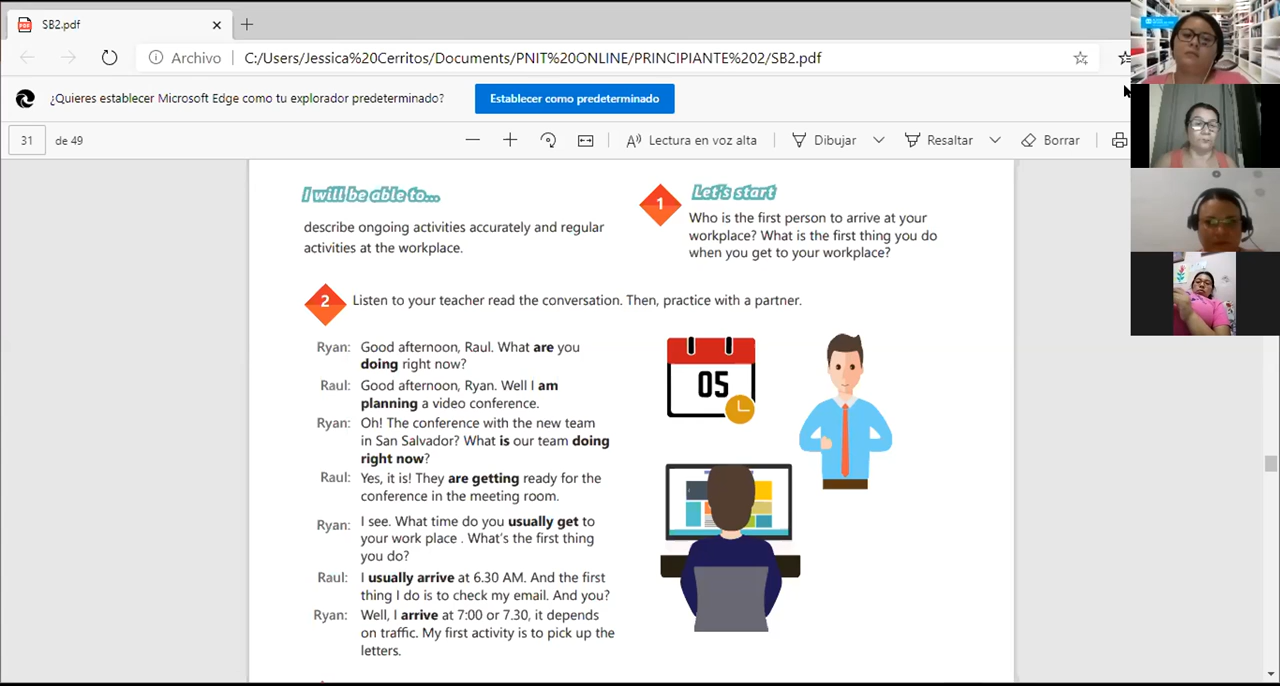 SB2.pdf
Archivo C:/Users/Jessica%20Cerritos/Documents/PNIT%20ONLINE/PRINCIPIANTE%202/SB2.pdf
¿Quieres establecer Microsoft Edge como tu explorador predeterminado? Establecer como predeterminado
31 de 49 Lectura en voz alta Dibujar Resaltar Borrar
I will be able to...
describe ongoing activities accurately and regular
activities at the workplace.
1 Let's start
Who is the first person to arrive at your
workplace? What is the first thing you do
when you get to your workplace?
2 Listen to your teacher read the conversation. Then, practice with a partner.
Ryan: Good afternoon, Raul. What are you
doing right now?
Raul: Good afternoon, Ryan. Well I am
planning a video conference.
Ryan: Oh! The conference with the new team
in San Salvador? What is our team doing
right now?
Raul: Yes, it is! They are getting ready for the
conference in the meeting room.
Ryan: I see. What time do you usually get to
your work place . What's the first thing
you do?
Raul: I usually arrive at 6.30 AM. And the first
thing I do is to check my email. And you?
Ryan: Well, I arrive at 7:00 or 7.30, it depends
on traffic. My first activity is to pick up the
letters.
05